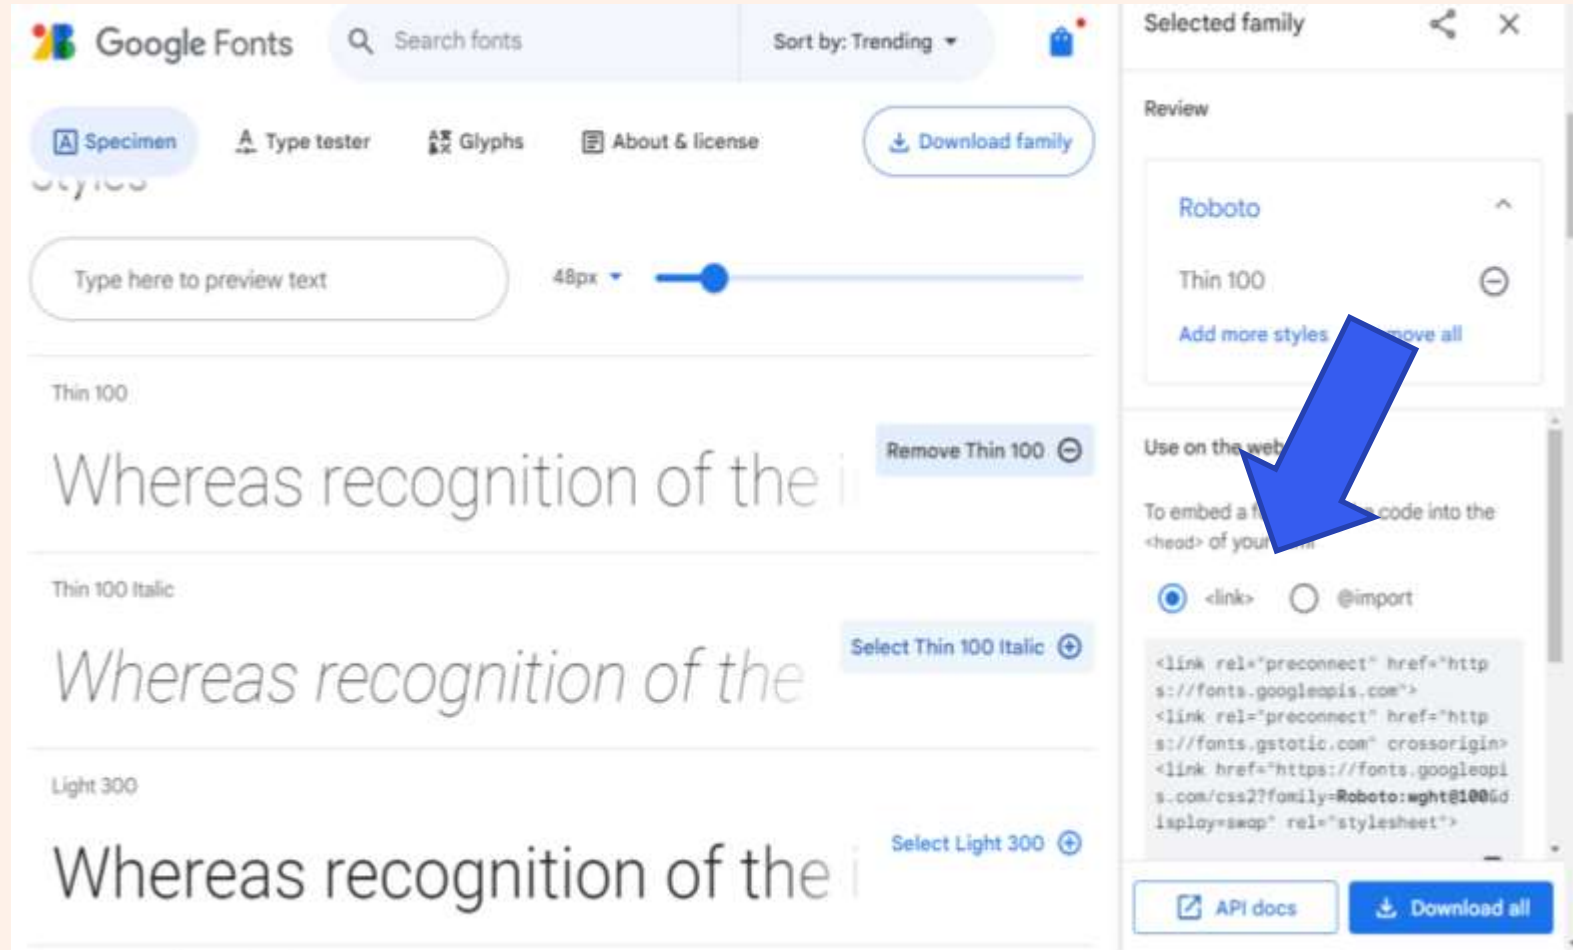 Google Fonts
Search fonts
Sort by: Trending
Specimen
Type tester
Glyphs
About & license
Download family
Styles
Type here to preview text
48px
Thin 100
Whereas recognition of the
Remove Thin 100
Thin 100 Italic
Whereas recognition of the
Select Thin 100 Italic
Light 300
Whereas recognition of the i
Select Light 300
Selected family
Review
Roboto
Thin 100
Add more styles
move all
Use on the web
To embed a code into the
<head> of your
<link> @import
<link rel="preconnect" href="http
s://fonts.googleapis.com">
<link rel="preconnect" href="http
s://fonts.gstatic.com" crossorigin>
<link href="https://fonts.googleapi
s.com/css2?family=Roboto:wght@100&d
isplay=swap" rel="stylesheet">
API docs
Download all